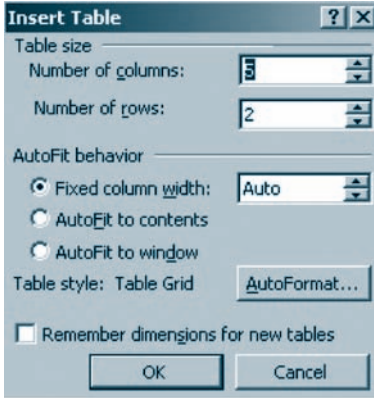 Insert Table
Table size
Number of columns: 5
Number of rows: 2
AutoFit behavior
Fixed column width: Auto
AutoFit to contents
AutoFit to window
Table style: Table Grid AutoFormat...
Remember dimensions for new tables
OK Cancel